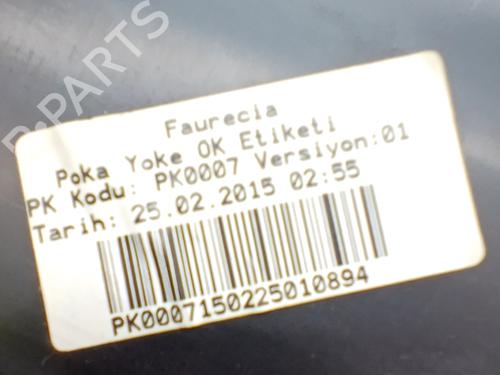 B-PARTS
Faurecia
Poka Yoke OK Etiketi
PK Kodu: PK0007 Versiyon:01
Tarih: 25.02.2015 02:55
PK0007150225010894